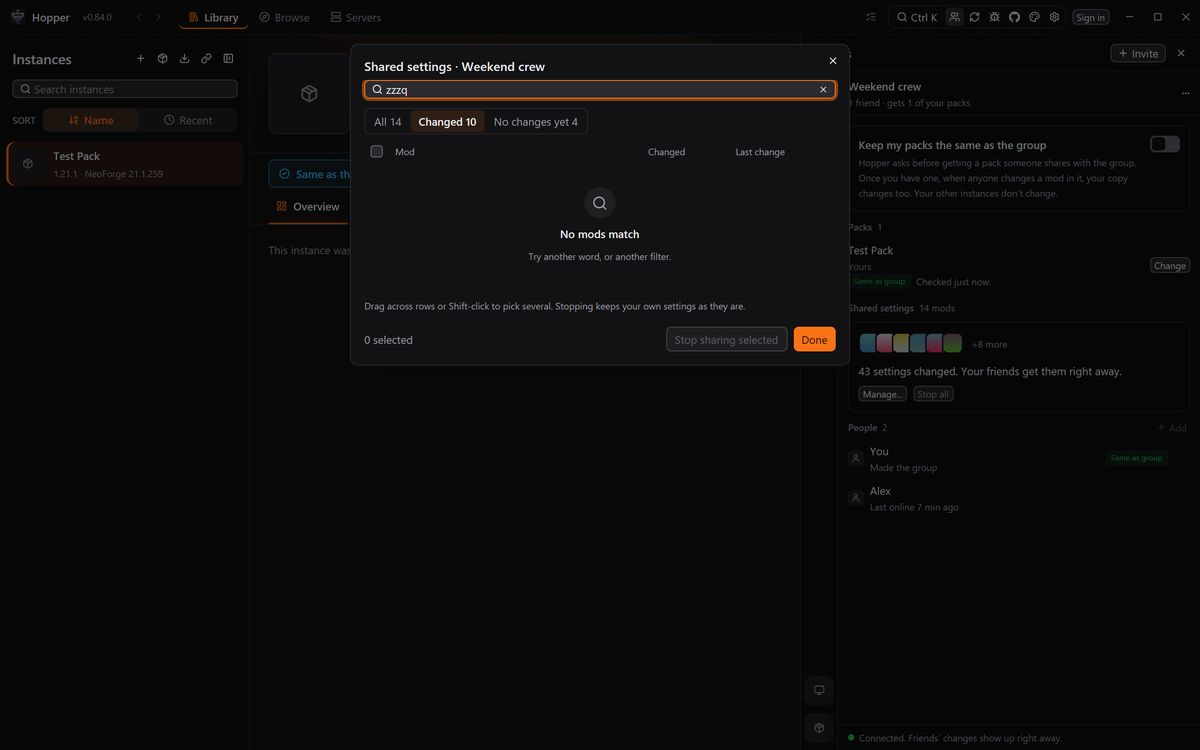 Hopper v0.84.0 Library Browse Servers Ctrl K Sign in
Instances
Search instances
SORT Name Recent
Test Pack
1.21.1 · NeoForge 21.1.259
Same as th
Overview
This instance was
Shared settings · Weekend crew
zzzq
All 14 Changed 10 No changes yet 4
Mod Changed Last change
No mods match
Try another word, or another filter.
Drag across rows or Shift-click to pick several. Stopping keeps your own settings as they are.
0 selected Stop sharing selected Done
Invite
Weekend crew
1 friend · gets 1 of your packs
Keep my packs the same as the group
Hopper asks before getting a pack someone shares with the group.
Once you have one, when anyone changes a mod in it, your copy
changes too. Your other instances don't change.
Packs 1
Test Pack
Yours
Change
Same as group Checked just now.
Shared settings 14 mods
+8 more
43 settings changed. Your friends get them right away.
Manage... Stop all
People 2 + Add
You
Made the group
Same as group
Alex
Last online 7 min ago
Connected. Friends' changes show up right away.